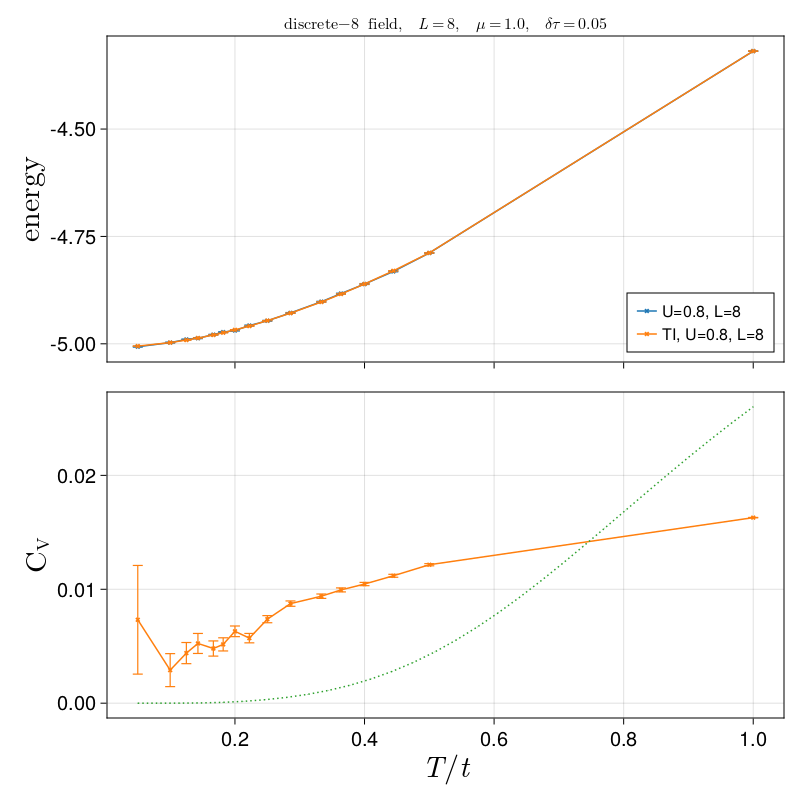 discrete−8 field, L = 8, μ = 1.0, δτ = 0.05
energy
-4.50
-4.75
-5.00
U=0.8, L=8
TI, U=0.8, L=8
C_V
0.02
0.01
0.00
0.2 0.4 0.6 0.8 1.0
T/t